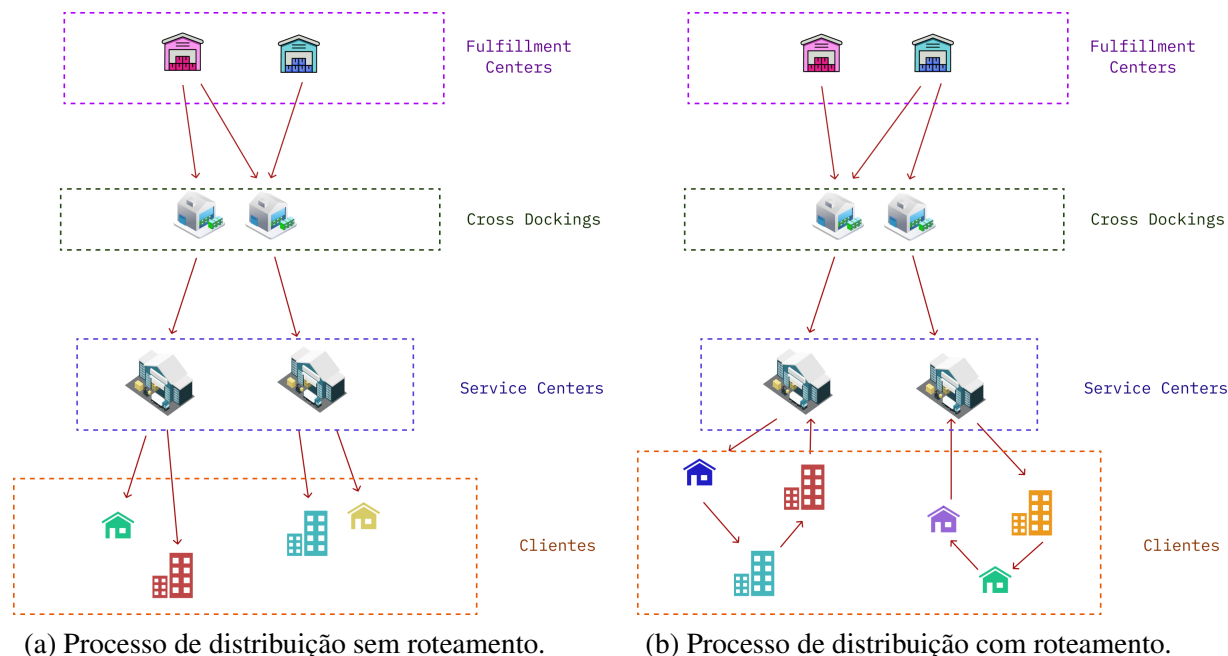 Fulfillment
Centers
Cross Dockings
Service Centers
Clientes
(a) Processo de distribuição sem roteamento.
Fulfillment
Centers
Cross Dockings
Service Centers
Clientes
(b) Processo de distribuição com roteamento.